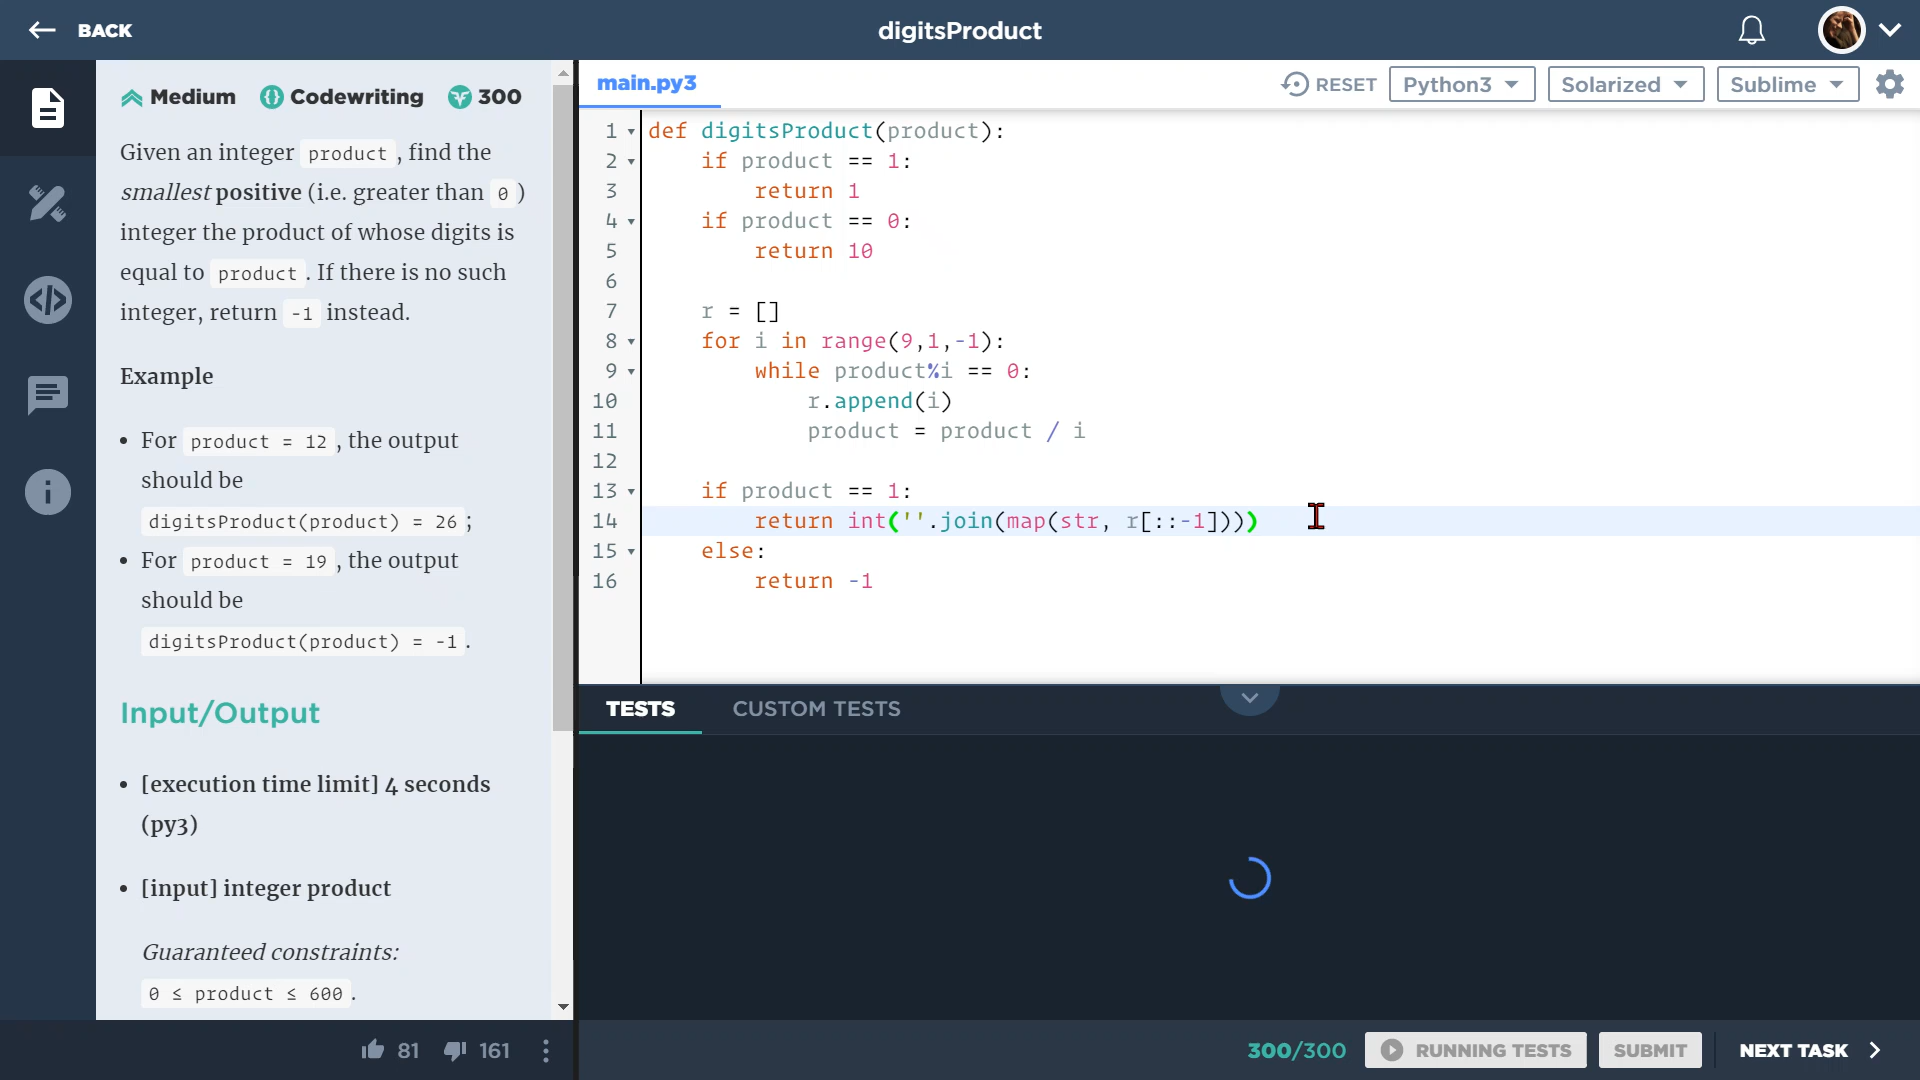 BACK
digitsProduct
Medium Codewriting 300
Given an integer product , find the
smallest positive (i.e. greater than 0 )
integer the product of whose digits is
equal to product . If there is no such
integer, return -1 instead.
Example
• For product = 12 , the output
should be
digitsProduct(product) = 26 ;
• For product = 19 , the output
should be
digitsProduct(product) = -1 .
Input/Output
• [execution time limit] 4 seconds
(py3)
• [input] integer product
Guaranteed constraints:
0 ≤ product ≤ 600 .
81 161
main.py3
RESET Python3 Solarized Sublime
1 def digitsProduct(product):
2     if product == 1:
3         return 1
4     if product == 0:
5         return 10
6
7     r = []
8     for i in range(9,1,-1):
9         while product%i == 0:
10             r.append(i)
11             product = product / i
12
13     if product == 1:
14         return int(''.join(map(str, r[::-1])))
15     else:
16         return -1
TESTS CUSTOM TESTS
300/300 RUNNING TESTS SUBMIT NEXT TASK